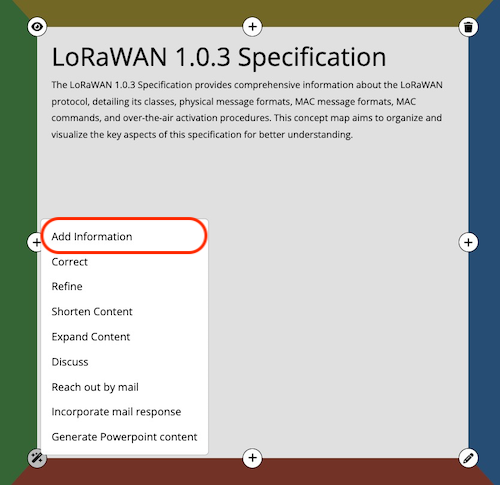 LoRaWAN 1.0.3 Specification
The LoRaWAN 1.0.3 Specification provides comprehensive information about the LoRaWAN
protocol, detailing its classes, physical message formats, MAC message formats, MAC
commands, and over-the-air activation procedures. This concept map aims to organize and
visualize the key aspects of this specification for better understanding.
Add Information
Correct
Refine
Shorten Content
Expand Content
Discuss
Reach out by mail
Incorporate mail response
Generate Powerpoint content